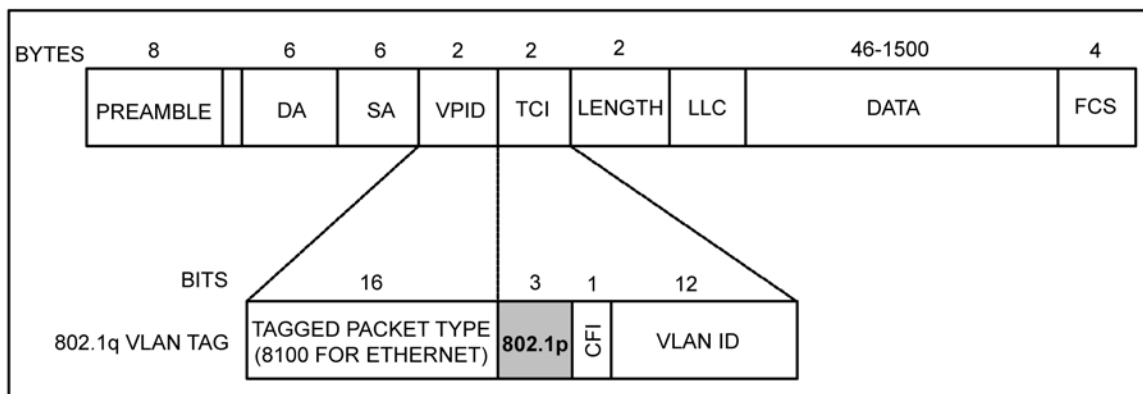 BYTES 8 6 6 2 2 2 46-1500 4
PREAMBLE DA SA VPID TCI LENGTH LLC DATA FCS
BITS 16 3 1 12
802.1q VLAN TAG
TAGGED PACKET TYPE
(8100 FOR ETHERNET)
802.1p
CFI
VLAN ID